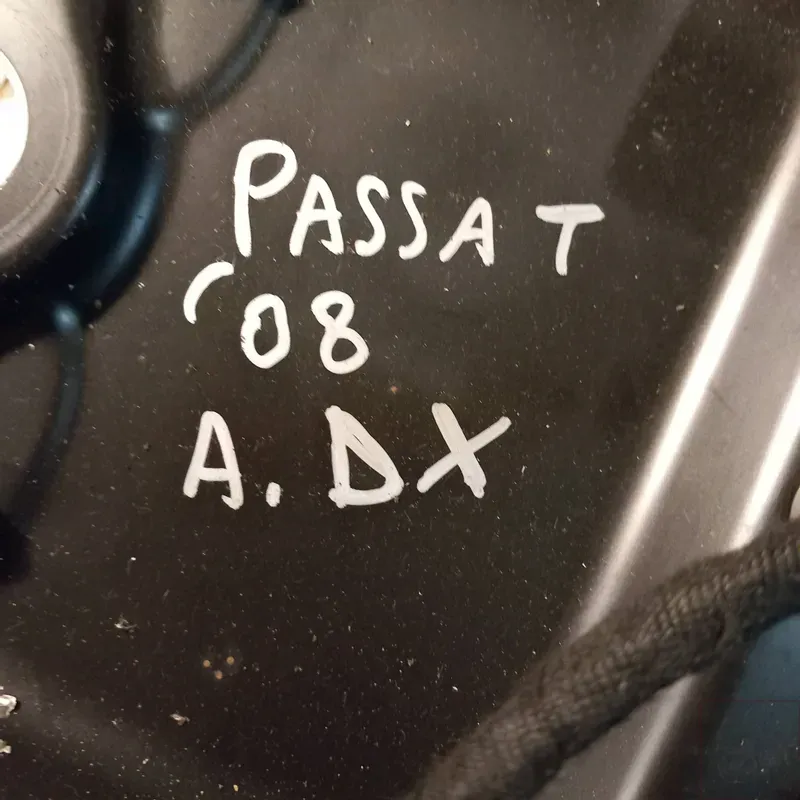 PASSAT
'08
A. DX